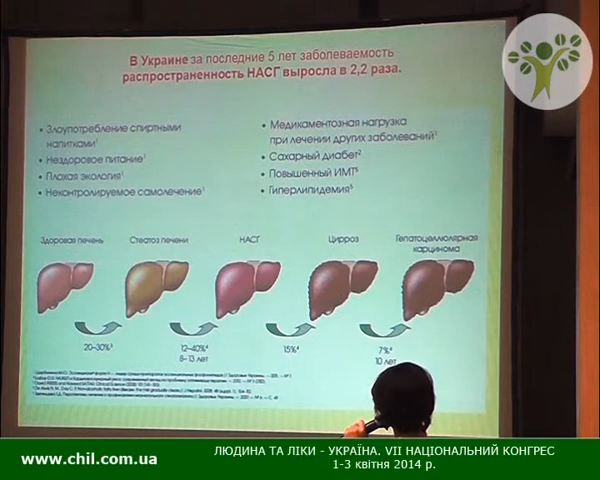 В Украине за последние 5 лет заболеваемость
распространенность НАСГ выросла в 2,2 раза.
• Злоупотребление спиртными
напитками¹
• Нездоровое питание¹
• Плохая экология¹
• Неконтролируемое самолечение¹
• Медикаментозная нагрузка
при лечении других заболеваний¹
• Сахарный диабет²
• Повышенный ИМТ⁵
• Гиперлипидемия⁵
Здоровая печень
Стеатоз печени
НАСГ
Цирроз
Гепатоцеллюлярная
карцинома
20–30%³
12–40%⁴
8–13 лет
15%⁴
7%⁴
10 лет
www.chil.com.ua
ЛЮДИНА ТА ЛІКИ - УКРАЇНА. VII НАЦІОНАЛЬНИЙ КОНГРЕС
1-3 квітня 2014 р.